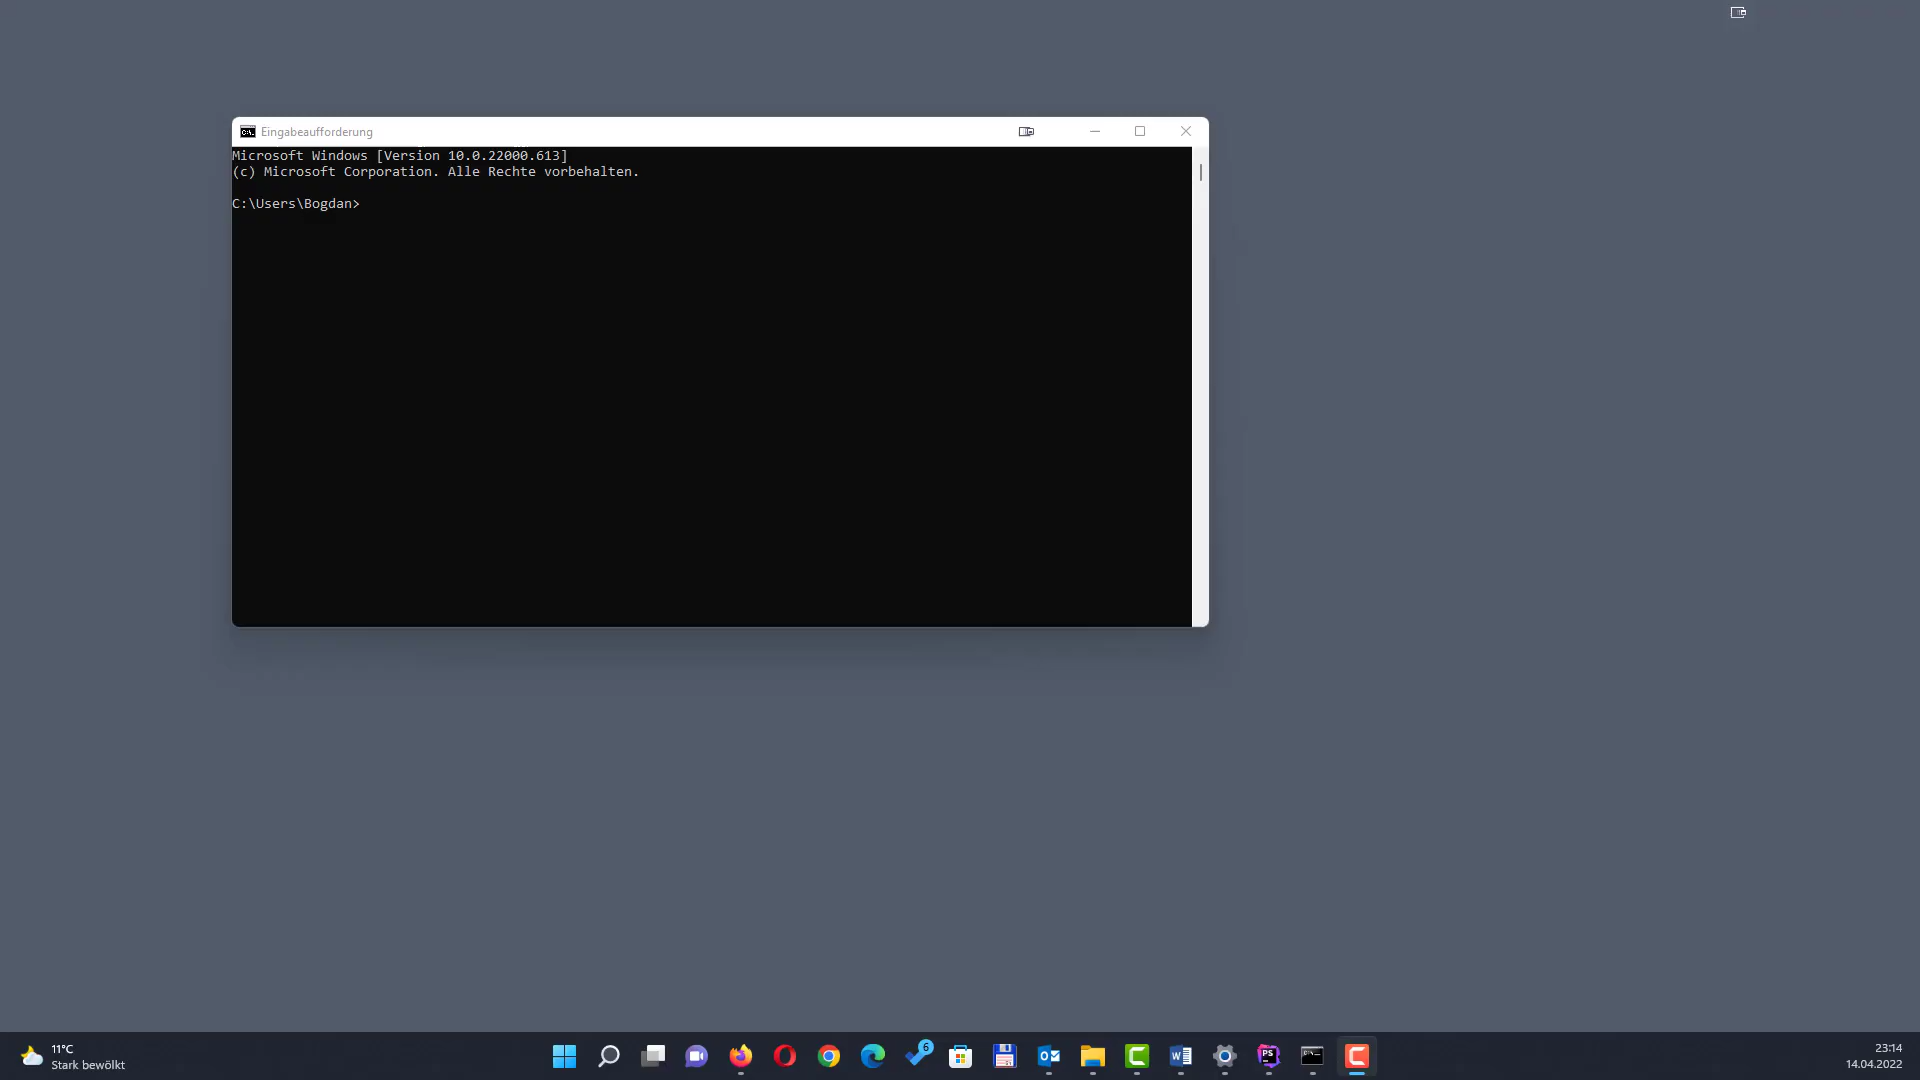 Eingabeaufforderung
Microsoft Windows [Version 10.0.22000.613]
(c) Microsoft Corporation. Alle Rechte vorbehalten.
C:\Users\Bogdan>
11°C
Stark bewölkt
6
PS
23:14
14.04.2022